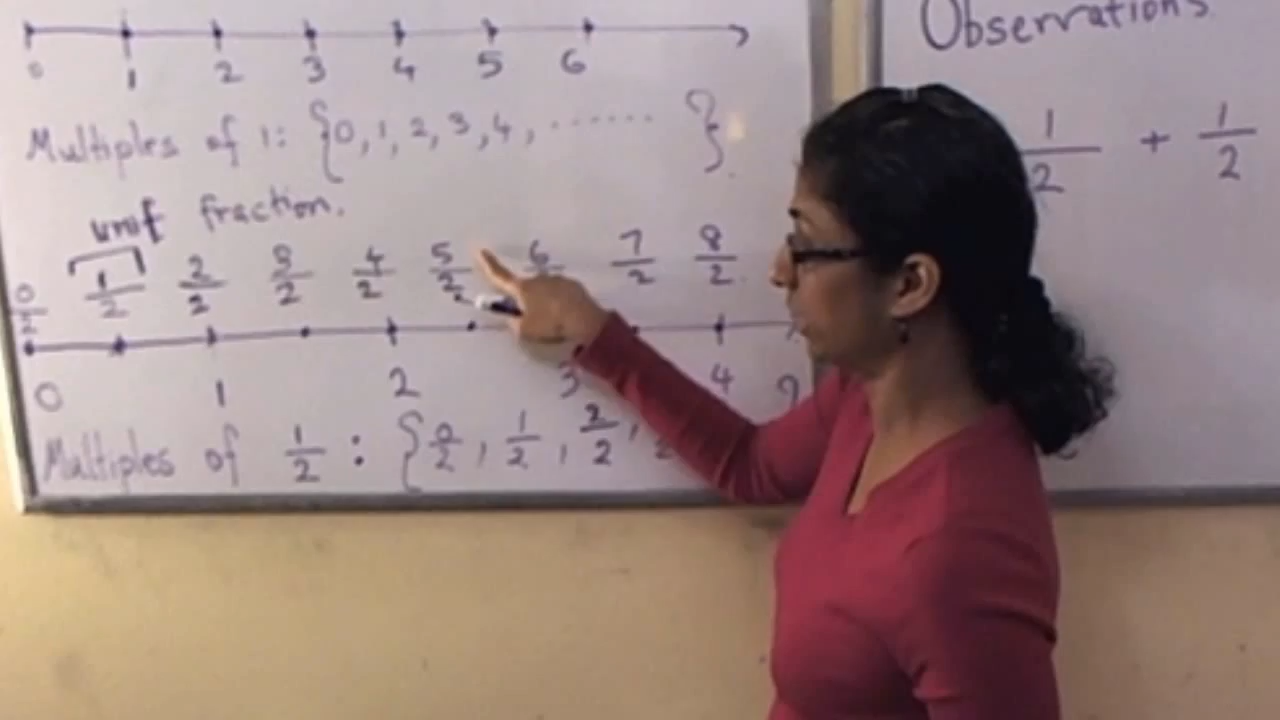 0 1 2 3 4 5 6
Multiples of 1: {0, 1, 2, 3, 4, ...... }.
unit fraction.
0/2 1/2 2/2 3/2 4/2 5/2 6/2 7/2 8/2
0 1 2 3 4
Multiples of 1/2 : {0/2, 1/2, 2/2,
Observations
1/2 + 1/2